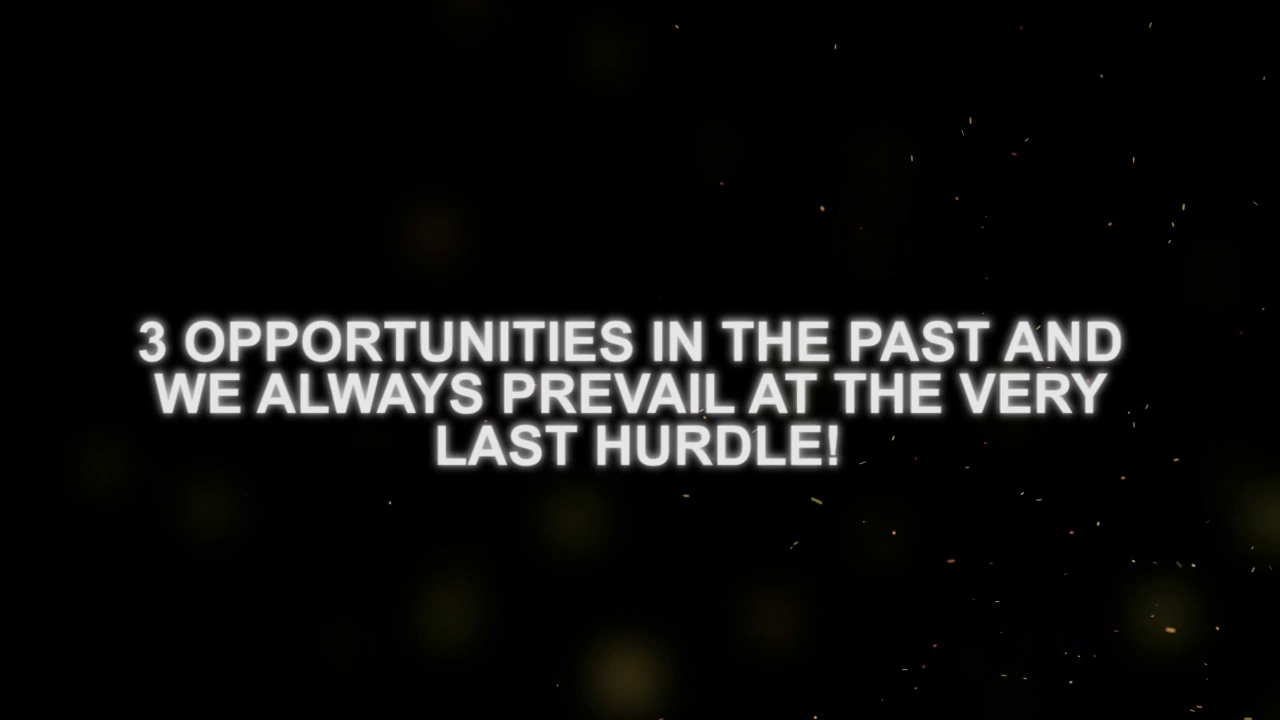 3 OPPORTUNITIES IN THE PAST AND
WE ALWAYS PREVAIL AT THE VERY
LAST HURDLE!